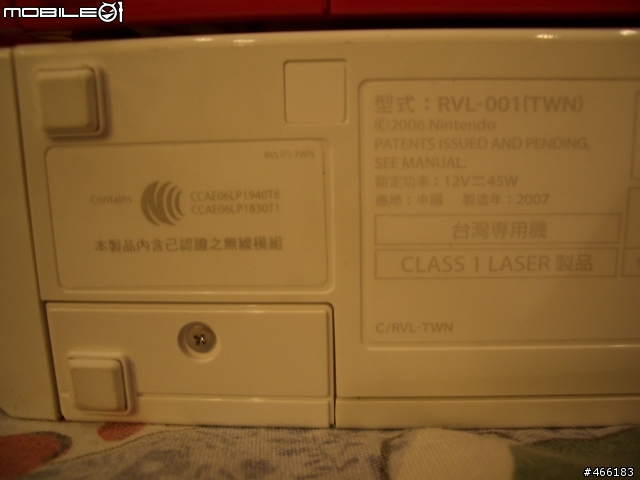 MOBILE01
RVL-001-TWN
Contains
CCAE06LP1940T8
CCAE06LP1830T1
本製品內含已認證之無線模組
型式：RVL-001(TWN)
©2006 Nintendo
PATENTS ISSUED AND PENDING,
SEE MANUAL.
額定功率：12V⎓45W
產地：中國 製造年：2007
台灣専用機
CLASS 1 LASER 製品
C/RVL-TWN
#466183